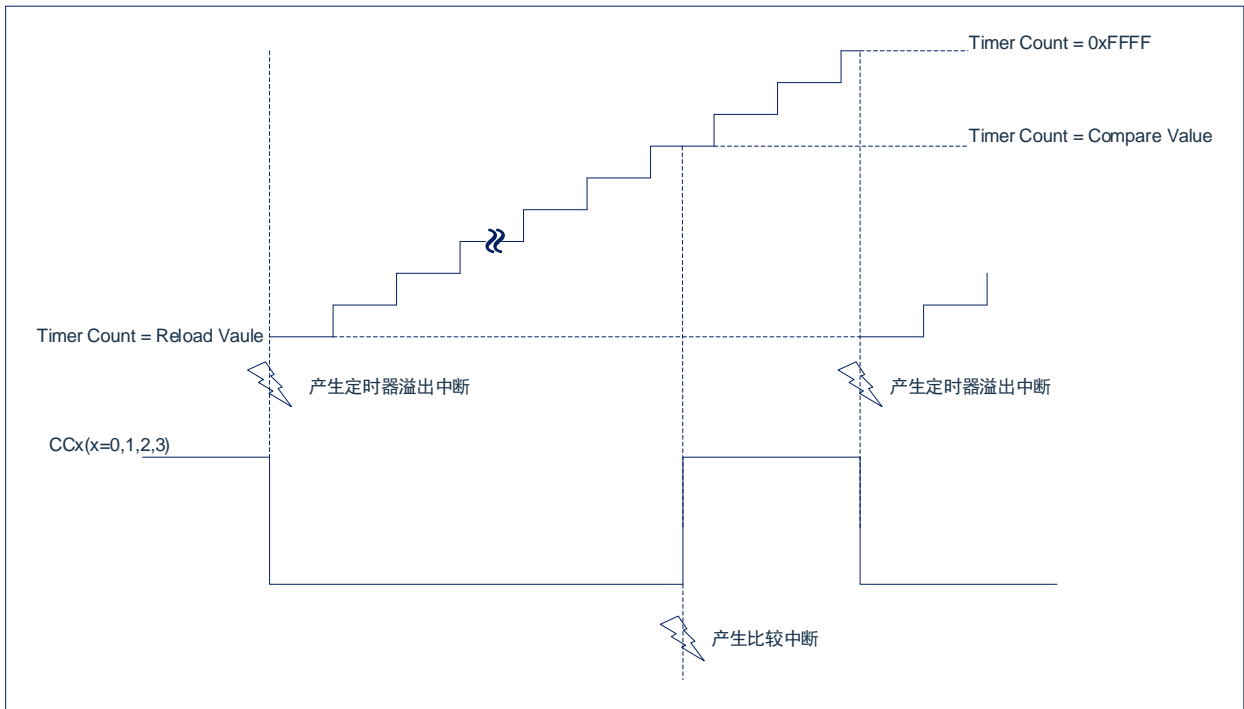 Timer Count = 0xFFFF
Timer Count = Compare Value
Timer Count = Reload Vaule
产生定时器溢出中断
产生定时器溢出中断
CCx(x=0,1,2,3)
产生比较中断